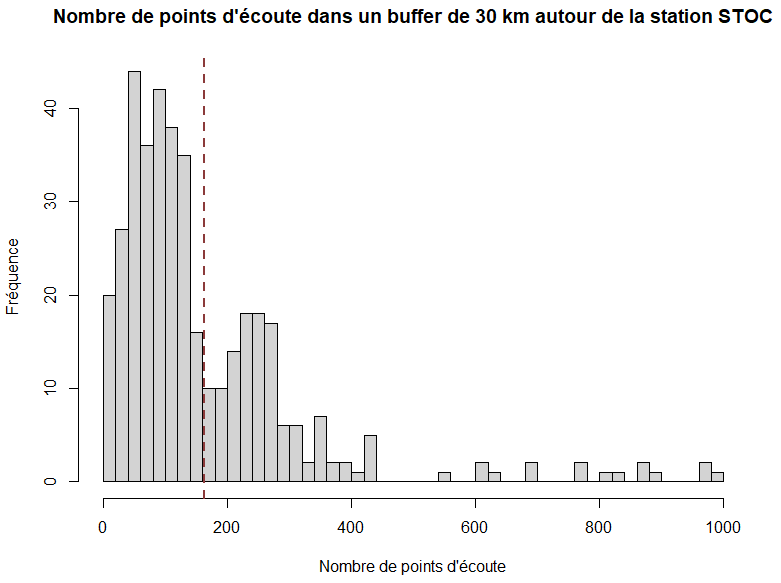 Nombre de points d'écoute dans un buffer de 30 km autour de la station STOC
Fréquence
40
30
20
10
0
0 200 400 600 800 1000
Nombre de points d'écoute